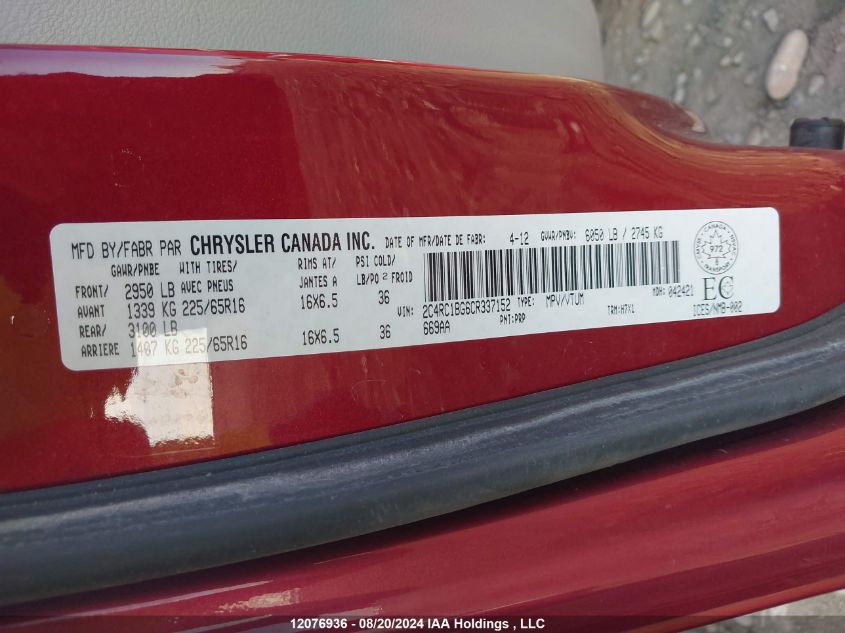 MFD BY/FABR PAR CHRYSLER CANADA INC. DATE OF MFR/DATE DE FABR: 4-12 GVWR/PNBV: 6050 LB / 2745 KG
GAWR/PNBE WITH TIRES/ RIMS AT/ PSI COLD/
FRONT/ 2950 LB AVEC PNEUS JANTES A LB/PO² FROID
AVANT 1339 KG 225/65R16 16X6.5 36
REAR/ 3100 LB
ARRIERE 1407 KG 225/65R16 16X6.5 36
VIN: 2C4RC1BG6CR337152 TYPE: MPV/VTUM MDH: 042421
669AA PNT: PRP TRM: H7X1
972
TRANSPORT
EC
ICES/NMB-002
12076936 - 08/20/2024 IAA Holdings , LLC